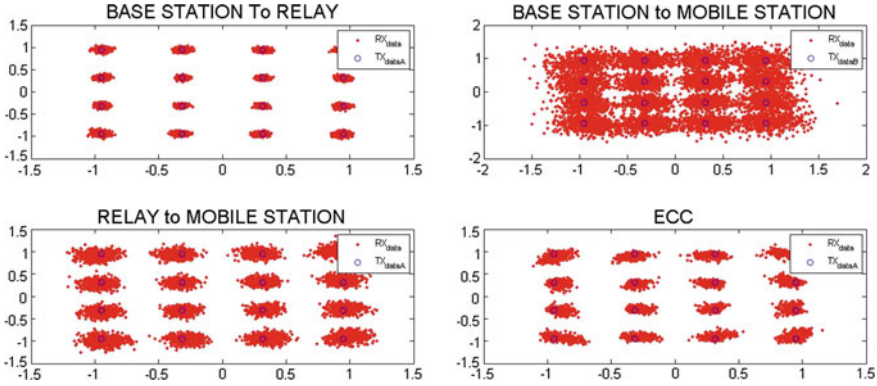 BASE STATION To RELAY
1.5
1
0.5
0
-0.5
-1
-1.5
-1.5 -1 -0.5 0 0.5 1 1.5
RXdata
TXdataA
BASE STATION to MOBILE STATION
2
1
0
-1
-2
-2 -1.5 -1 -0.5 0 0.5 1 1.5 2
RXdata
TXdataB
RELAY to MOBILE STATION
1.5
1
0.5
0
-0.5
-1
-1.5
-1.5 -1 -0.5 0 0.5 1 1.5
RXdata
TXdataA
ECC
1.5
1
0.5
0
-0.5
-1
-1.5
-1.5 -1 -0.5 0 0.5 1 1.5
RXdata
TXdataA